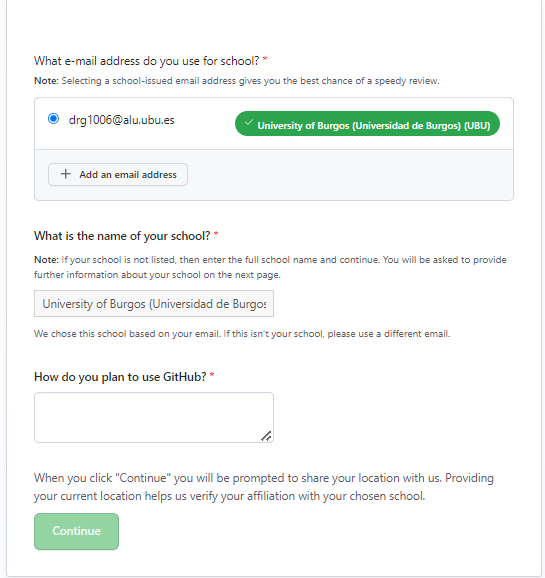 What e-mail address do you use for school? *
Note: Selecting a school-issued email address gives you the best chance of a speedy review.
drg1006@alu.ubu.es
University of Burgos (Universidad de Burgos) (UBU)
Add an email address
What is the name of your school? *
Note: If your school is not listed, then enter the full school name and continue. You will be asked to provide
further information about your school on the next page.
University of Burgos (Universidad de Burgos
We chose this school based on your email. If this isn't your school, please use a different email.
How do you plan to use GitHub? *
When you click "Continue" you will be prompted to share your location with us. Providing
your current location helps us verify your affiliation with your chosen school.
Continue